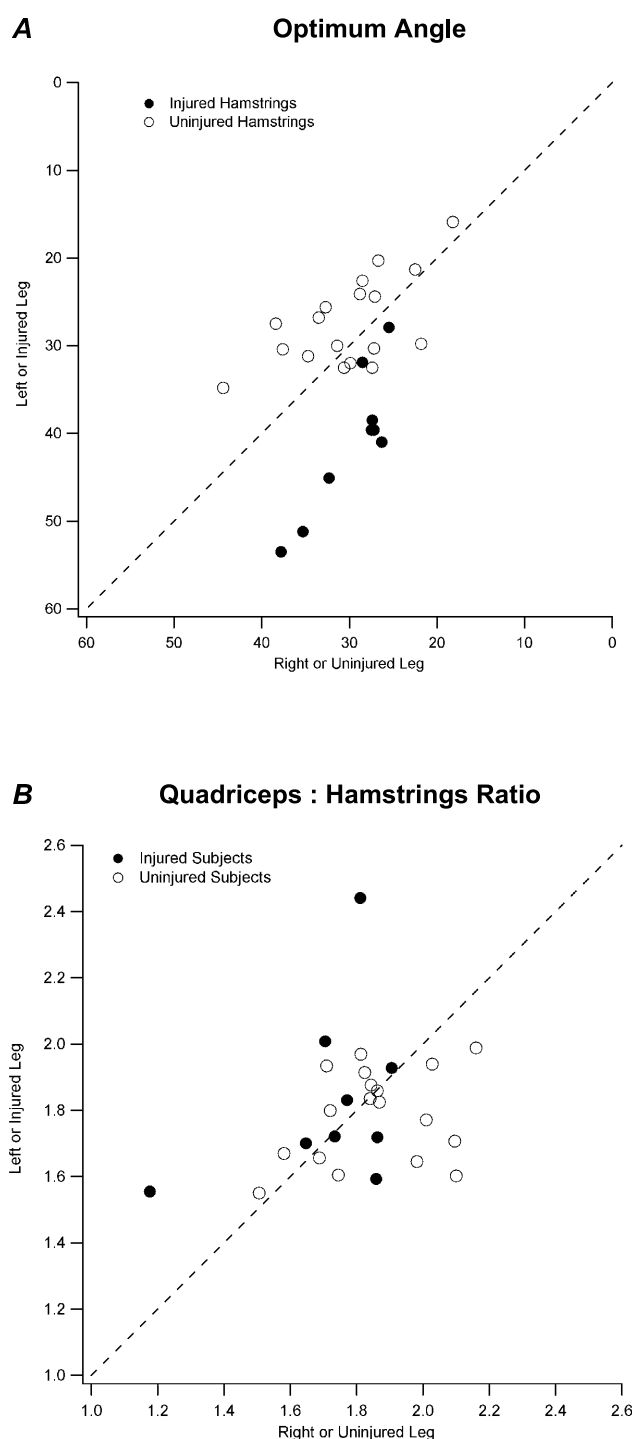 A
Optimum Angle
Injured Hamstrings
Uninjured Hamstrings
0
10
20
30
40
50
60
Left or Injured Leg
60 50 40 30 20 10 0
Right or Uninjured Leg
B
Quadriceps : Hamstrings Ratio
Injured Subjects
Uninjured Subjects
2.6
2.4
2.2
2.0
1.8
1.6
1.4
1.2
1.0
Left or Injured Leg
1.0 1.2 1.4 1.6 1.8 2.0 2.2 2.4 2.6
Right or Uninjured Leg